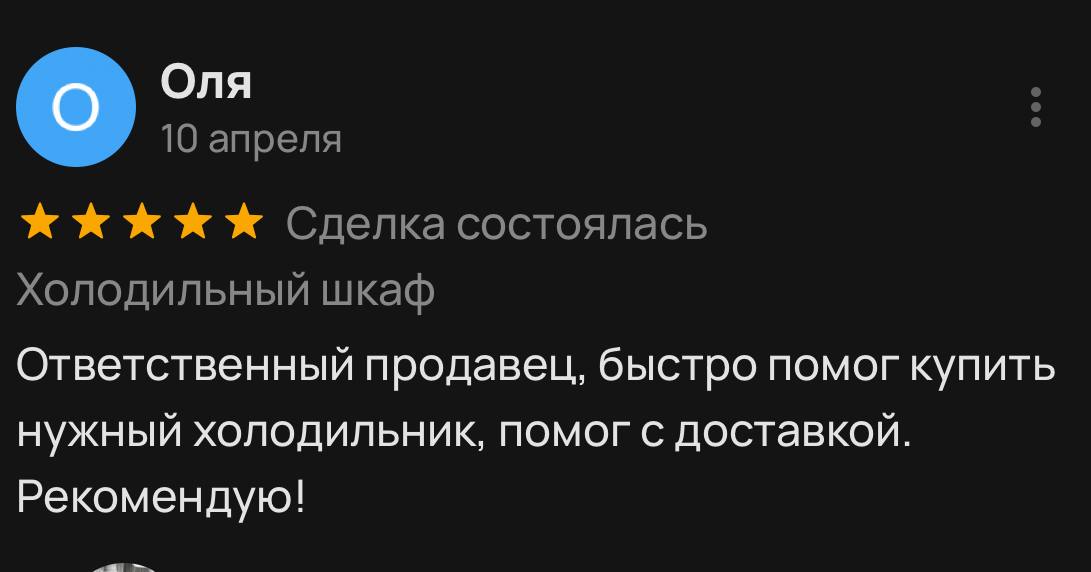 О
Оля
10 апреля
Сделка состоялась
Холодильный шкаф
Ответственный продавец, быстро помог купить
нужный холодильник, помог с доставкой.
Рекомендую!